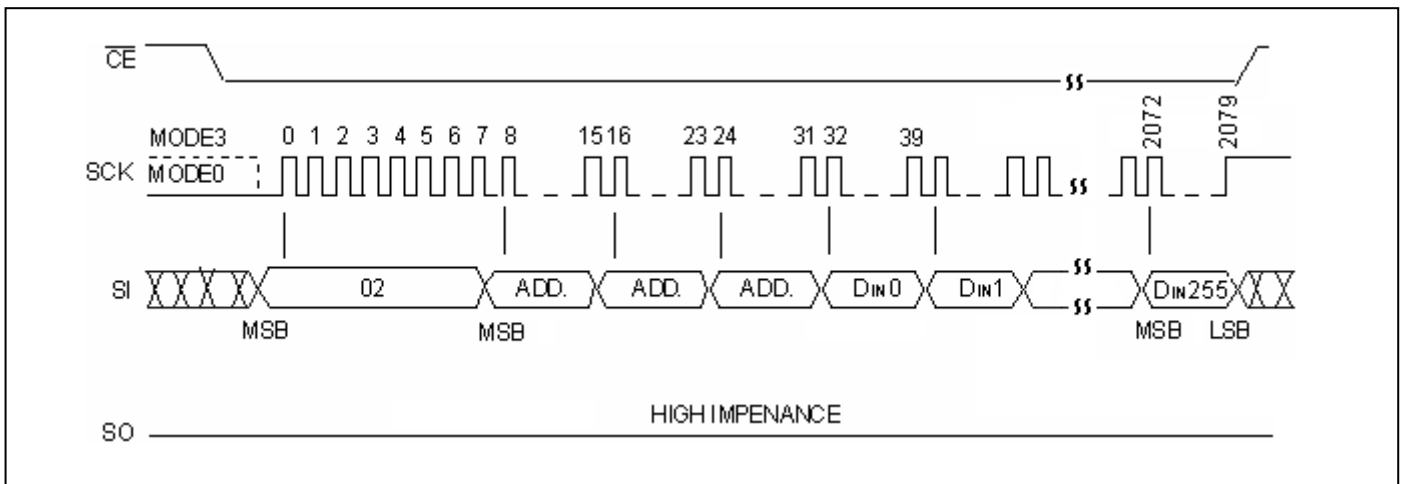 CE
MODE3 0 1 2 3 4 5 6 7 8 15 16 23 24 31 32 39 2072 2079
SCK MODE0
SI 02 ADD. ADD. ADD. DIN0 DIN1 DIN255
MSB MSB MSB LSB
HIGH IMPENANCE
SO